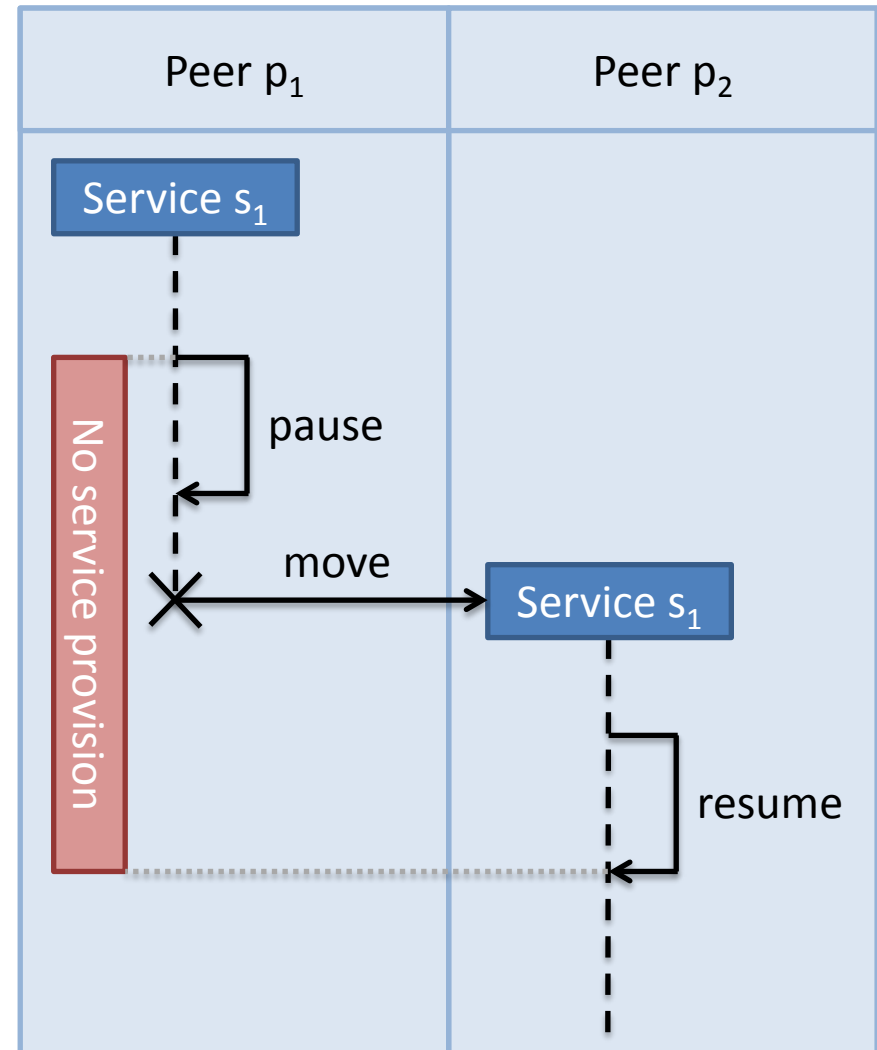 Peer p₁
Peer p₂
Service s₁
pause
No service provision
move
Service s₁
resume